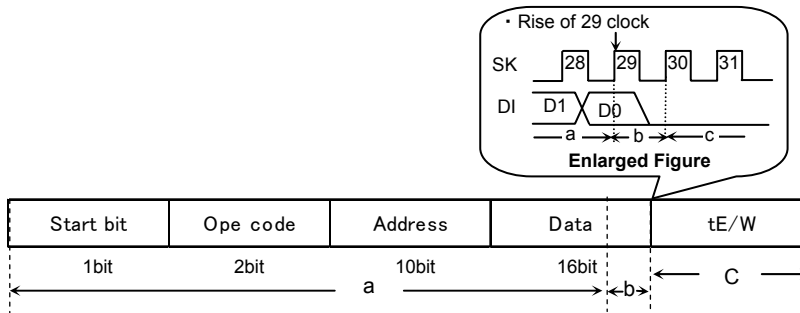 ・ Rise of 29 clock
SK 28 29 30 31
DI D1 D0
a b c
Enlarged Figure
Start bit Ope code Address Data tE/W
1bit 2bit 10bit 16bit
a b C